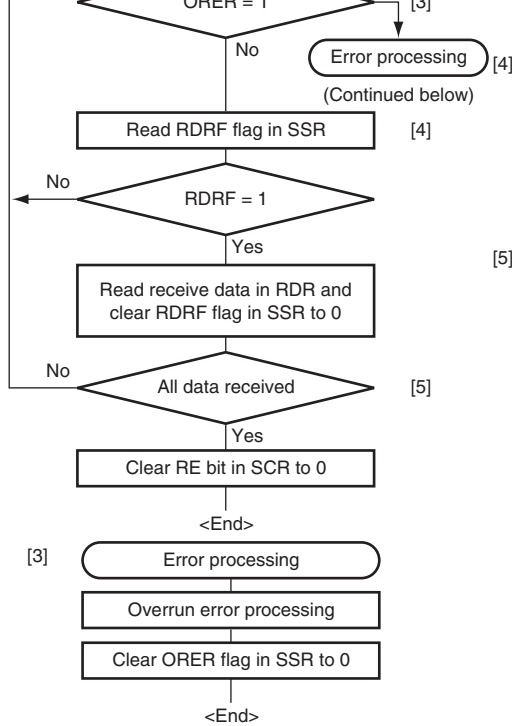 ORER = 1
[3]
No
Error processing
[4]
(Continued below)
Read RDRF flag in SSR
[4]
No
RDRF = 1
Yes
[5]
Read receive data in RDR and
clear RDRF flag in SSR to 0
No
All data received
[5]
Yes
Clear RE bit in SCR to 0
<End>
[3]
Error processing
Overrun error processing
Clear ORER flag in SSR to 0
<End>